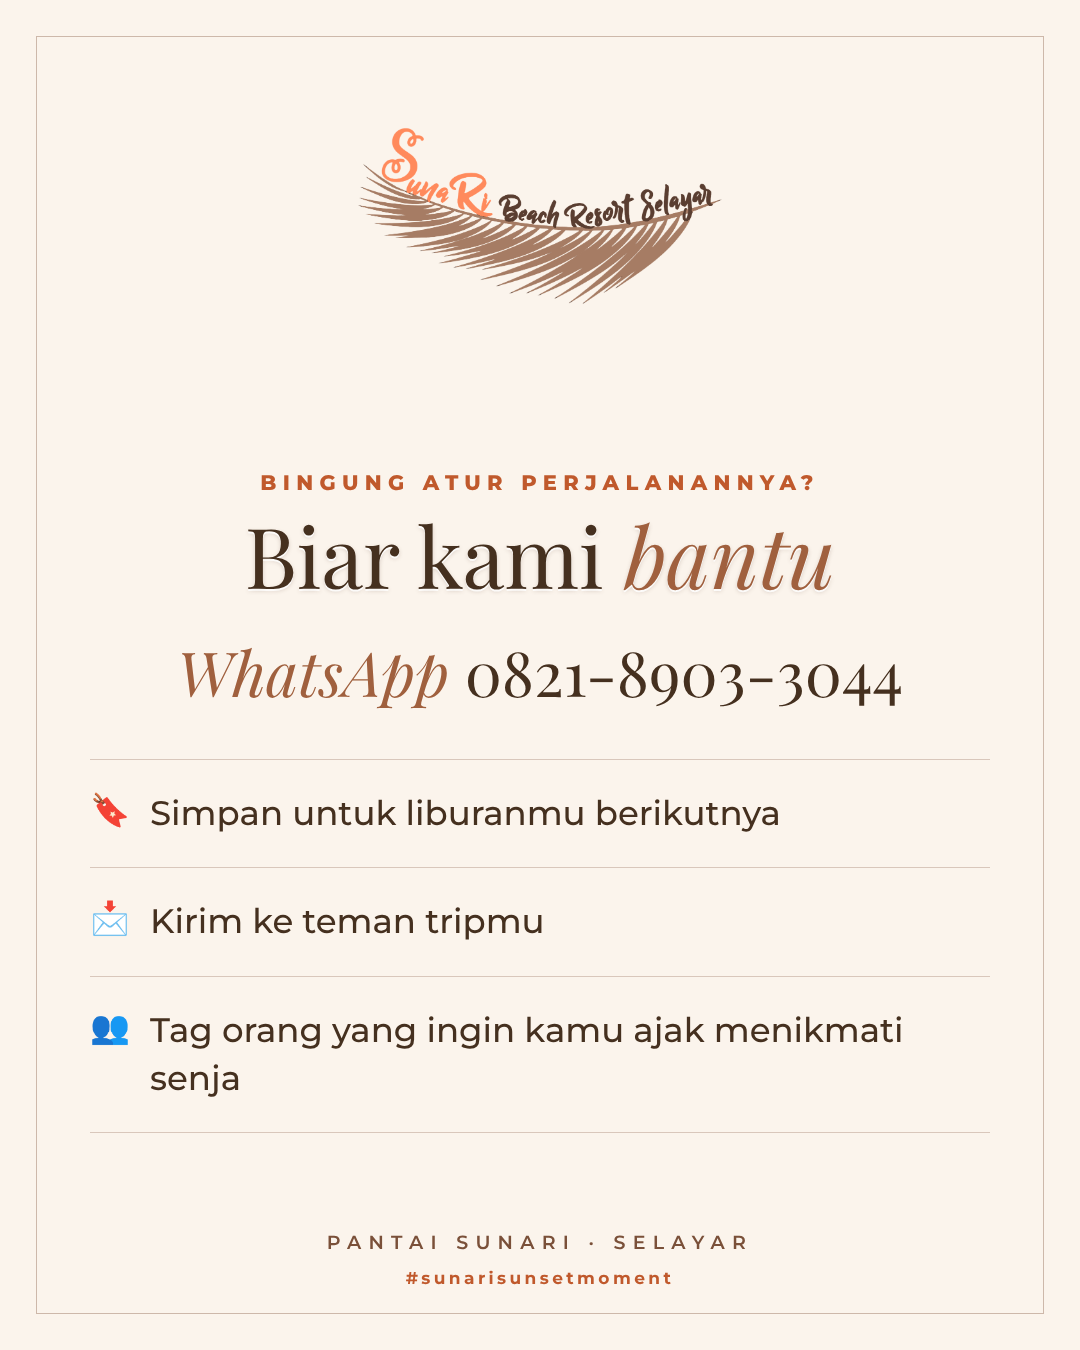 SunaRi Beach Resort Selayar
BINGUNG ATUR PERJALANANNYA?
Biar kami bantu
WhatsApp 0821-8903-3044
Simpan untuk liburanmu berikutnya
Kirim ke teman tripmu
Tag orang yang ingin kamu ajak menikmati
senja
PANTAI SUNARI · SELAYAR
#sunarisunsetmoment